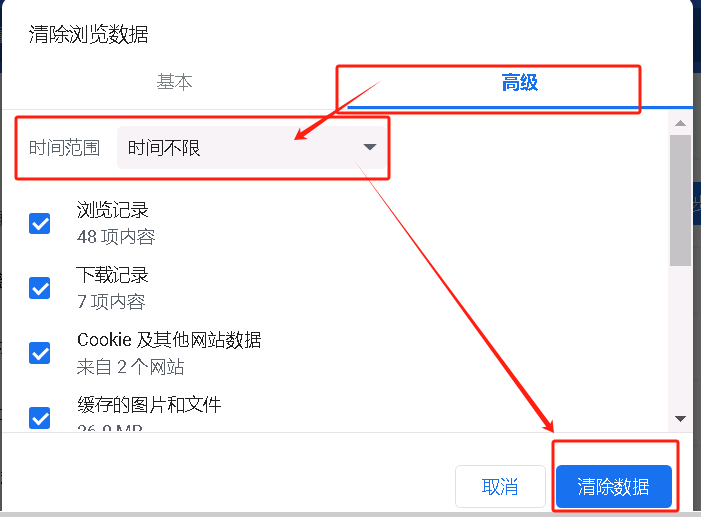 清除浏览数据
基本
高级
时间范围 时间不限
浏览记录
48 项内容
下载记录
7 项内容
Cookie 及其他网站数据
来自 2 个网站
缓存的图片和文件
取消
清除数据